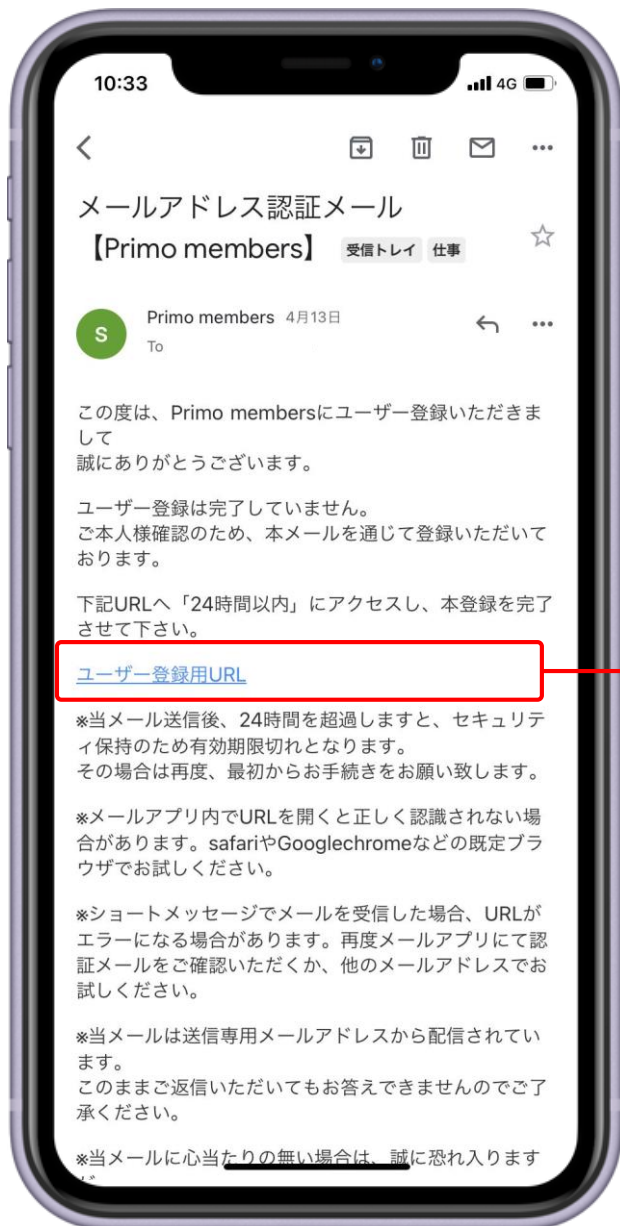 10:33
4G
メールアドレス認証メール
【Primo members】 受信トレイ 仕事
S
Primo members 4月13日
To
この度は、Primo membersにユーザー登録いただきま
して
誠にありがとうございます。
ユーザー登録は完了していません。
ご本人様確認のため、本メールを通じて登録いただいて
おります。
下記URLへ「24時間以内」にアクセスし、本登録を完了
させて下さい。
ユーザー登録用URL
※当メール送信後、24時間を超過しますと、セキュリテ
ィ保持のため有効期限切れとなります。
その場合は再度、最初からお手続きをお願い致します。
※メールアプリ内でURLを開くと正しく認識されない場
合があります。safariやGooglechromeなどの既定ブラ
ウザでお試しください。
※ショートメッセージでメールを受信した場合、URLが
エラーになる場合があります。再度メールアプリにて認
証メールをご確認いただくか、他のメールアドレスでお
試しください。
※当メールは送信専用メールアドレスから配信されてい
ます。
このままご返信いただいてもお答えできませんのでご了
承ください。
※当メールに心当たりの無い場合は、誠に恐れ入ります